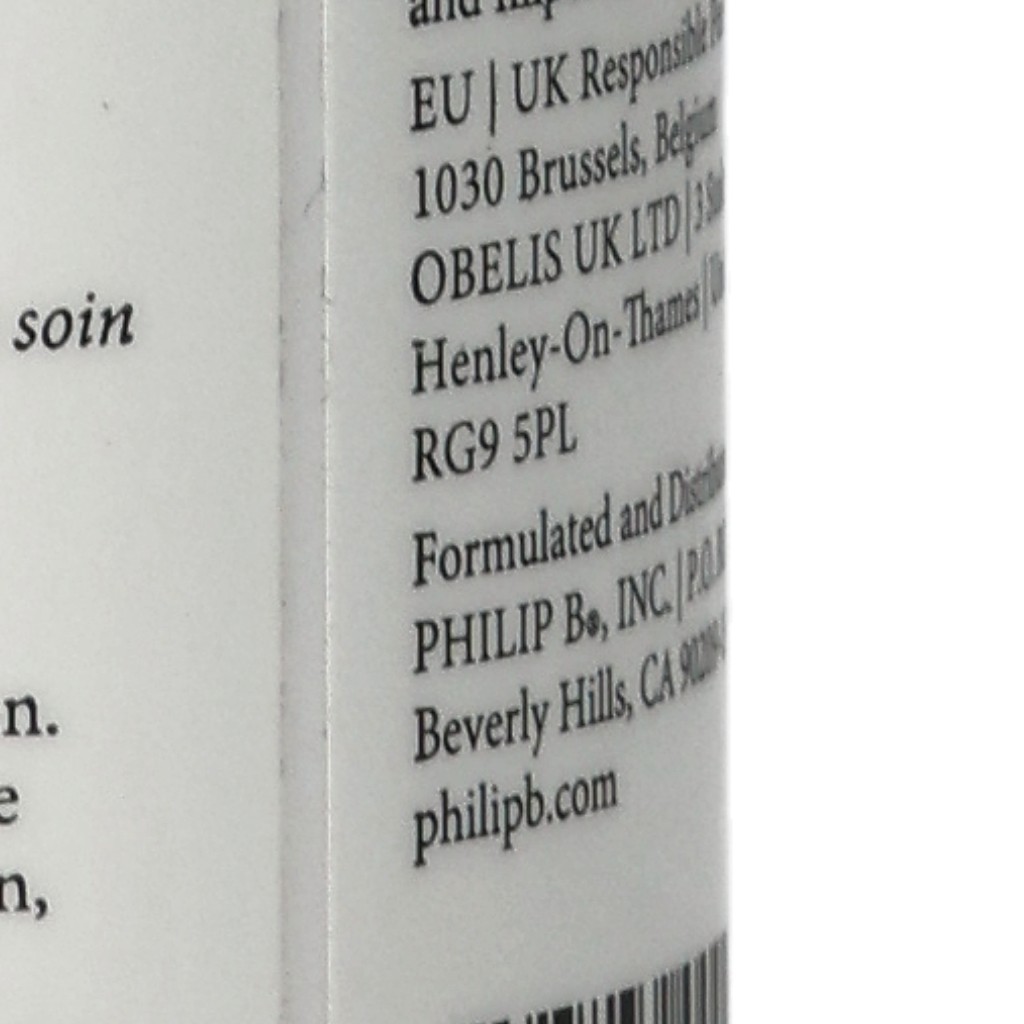 soin
n.
e
n,
EU | UK Responsible
1030 Brussels, Belgium
OBELIS UK LTD | 3
Henley-On-Thames |
RG9 5PL
Formulated and
PHILIP B®, INC. | P.O.
Beverly Hills, CA
philipb.com